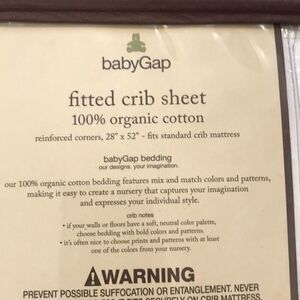 babyGap
fitted crib sheet
100% organic cotton
reinforced corners, 28" x 52" - fits standard crib mattress
babyGap bedding
our designs. your imagination.
our 100% organic cotton bedding features mix and match colors and patterns,
making it easy to create a nursery that captures your imagination
and expresses your individual style.
crib notes
• if your walls or floors have a soft, neutral color palette,
choose bedding with bold colors and patterns.
• it's often nice to choose prints and patterns with at least
one of the colors from your nursery.
WARNING
PREVENT POSSIBLE SUFFOCATION OR ENTANGLEMENT. NEVER
SECURELY ON CRIB MATTRESS